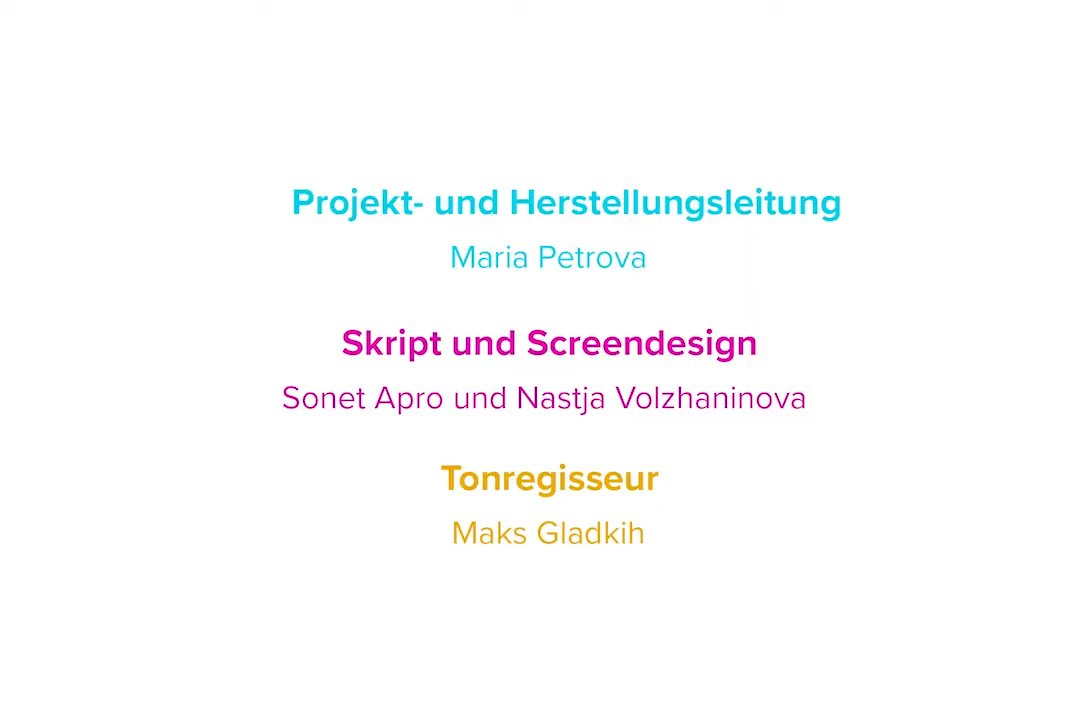 Projekt- und Herstellungsleitung
Maria Petrova
Skript und Screendesign
Sonet Apro und Nastja Volzhaninova
Tonregisseur
Maks Gladkih